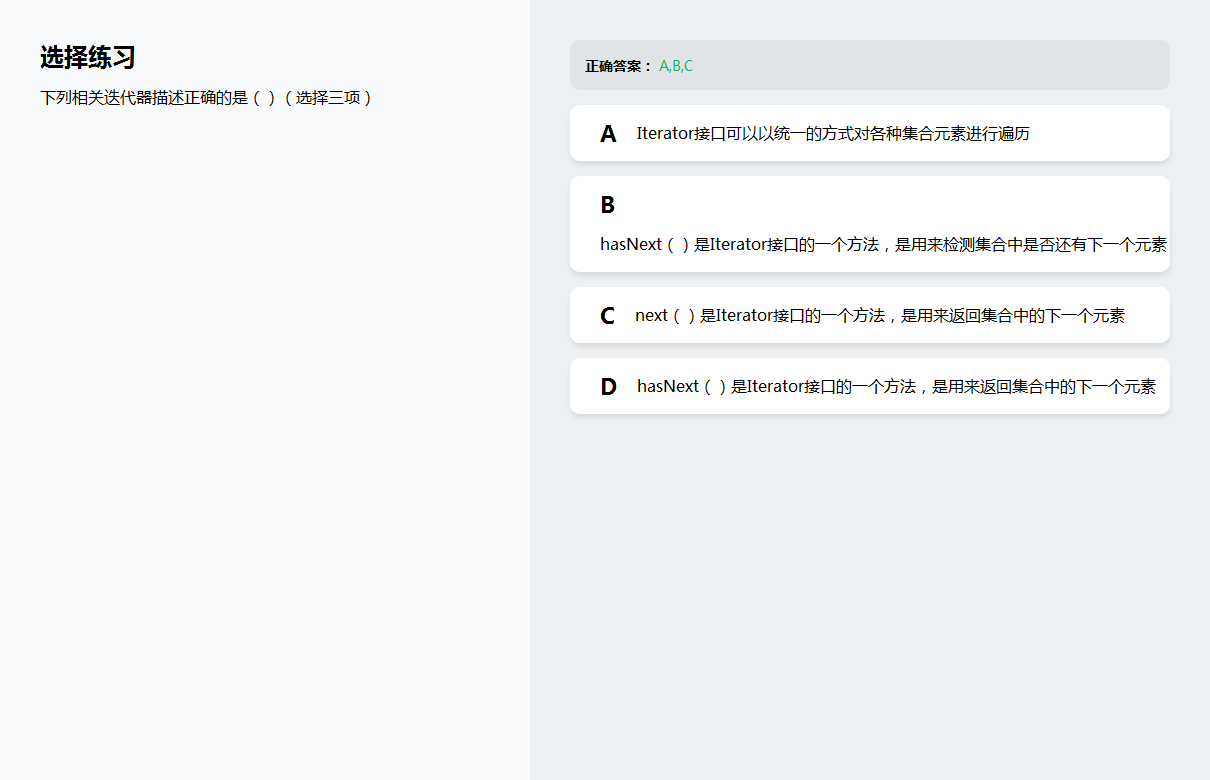 选择练习
下列相关迭代器描述正确的是（ ）（选择三项）
正确答案： A,B,C
A Iterator接口可以以统一的方式对各种集合元素进行遍历
B
hasNext（ ）是Iterator接口的一个方法，是用来检测集合中是否还有下一个元素
C next（ ）是Iterator接口的一个方法，是用来返回集合中的下一个元素
D hasNext（ ）是Iterator接口的一个方法，是用来返回集合中的下一个元素